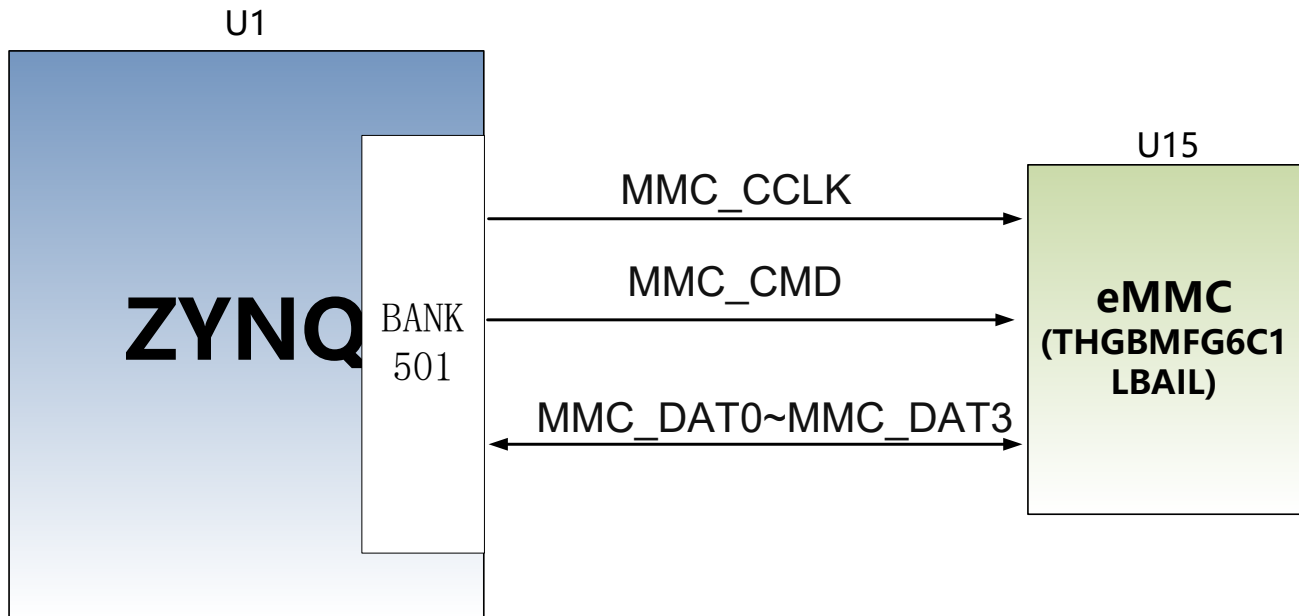 U1
U15
MMC_CCLK
MMC_CMD
ZYNQ
BANK
501
eMMC
(THGBMFG6C1
LBAIL)
MMC_DAT0~MMC_DAT3